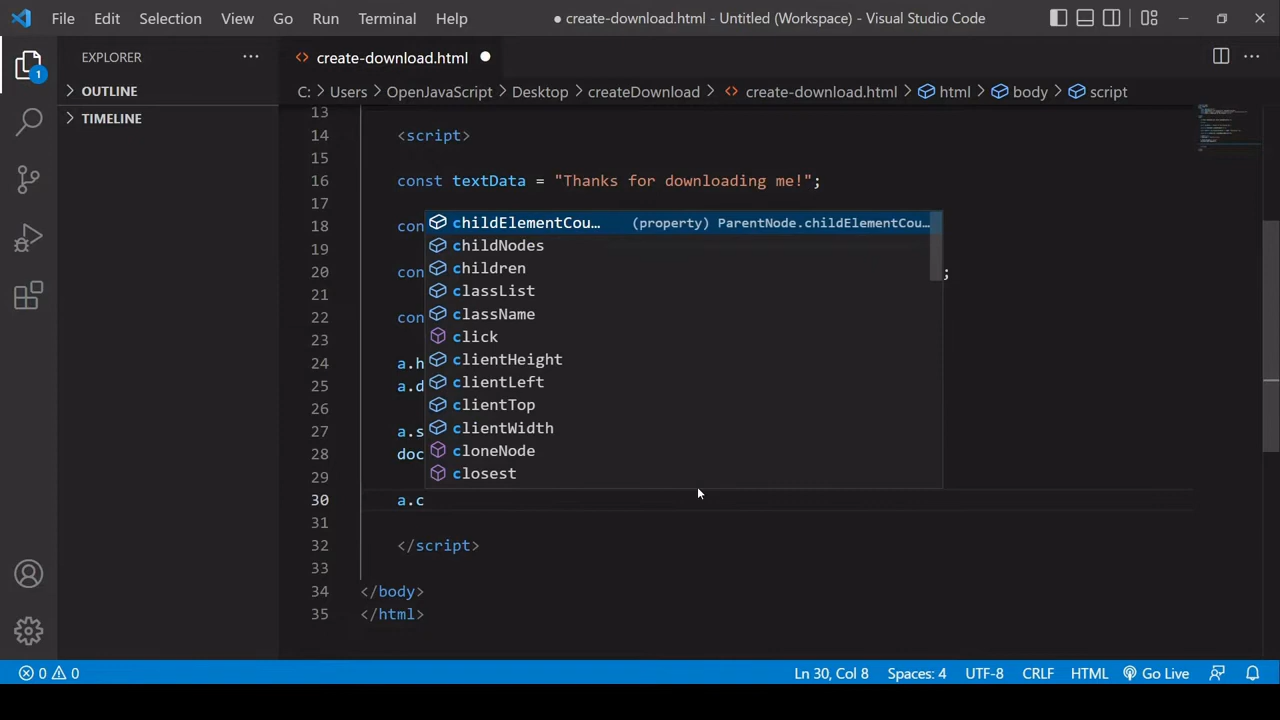 File Edit Selection View Go Run Terminal Help ● create-download.html - Untitled (Workspace) - Visual Studio Code
EXPLORER ···
1
OUTLINE
TIMELINE
create-download.html
C: > Users > OpenJavaScript > Desktop > createDownload > create-download.html > html > body > script
13
14 <script>
15
16 const textData = "Thanks for downloading me!";
17
18 con
childElementCou… (property) ParentNode.childElementCou…
19
childNodes
20 con
children
;
21
classList
22 con
className
23
click
24 a.h
clientHeight
25 a.d
clientLeft
26
clientTop
27 a.s
clientWidth
28 doc
cloneNode
29
closest
30 a.c
31
32 </script>
33
34 </body>
35 </html>
0 0 Ln 30, Col 8 Spaces: 4 UTF-8 CRLF HTML Go Live